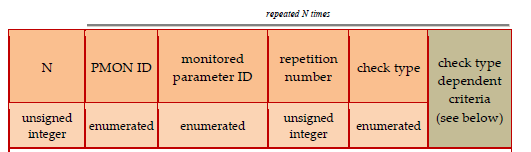 repeated N times
N
PMON ID
monitored
parameter ID
repetition
number
check type
check type
dependent
criteria
(see below)
unsigned
integer
enumerated
enumerated
unsigned
integer
enumerated